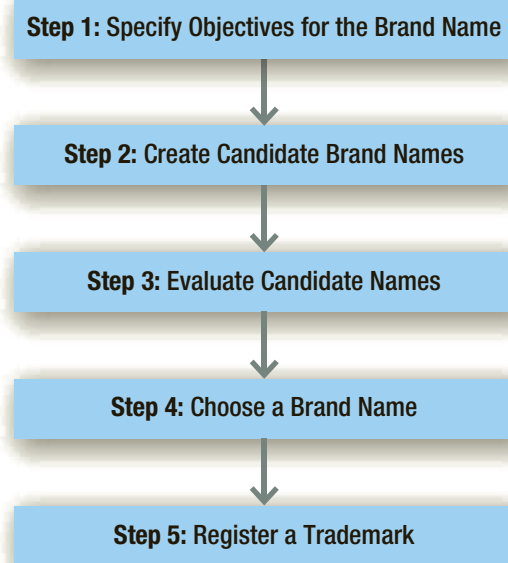 Step 1: Specify Objectives for the Brand Name
Step 2: Create Candidate Brand Names
Step 3: Evaluate Candidate Names
Step 4: Choose a Brand Name
Step 5: Register a Trademark